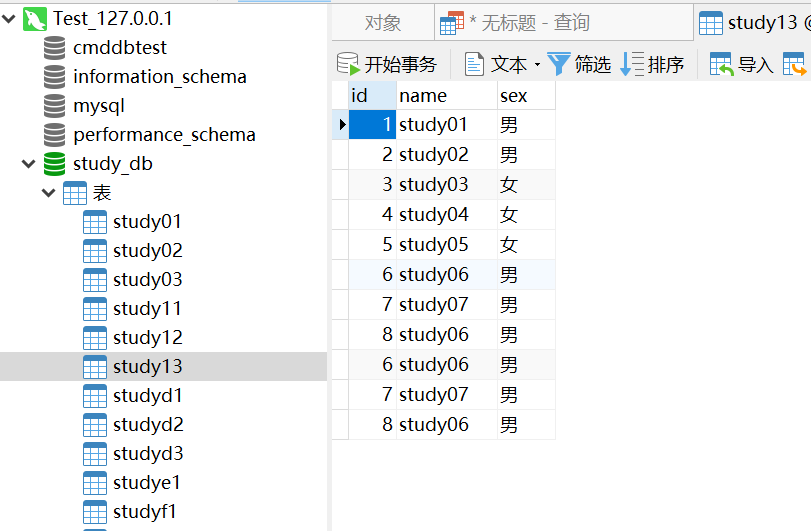 Test_127.0.0.1
cmddbtest
information_schema
mysql
performance_schema
study_db
表
study01
study02
study03
study11
study12
study13
studyd1
studyd2
studyd3
studye1
studyf1
对象 * 无标题 - 查询 study13
开始事务 文本 筛选 排序 导入
id name sex
1 study01 男
2 study02 男
3 study03 女
4 study04 女
5 study05 女
6 study06 男
7 study07 男
8 study06 男
6 study06 男
7 study07 男
8 study06 男